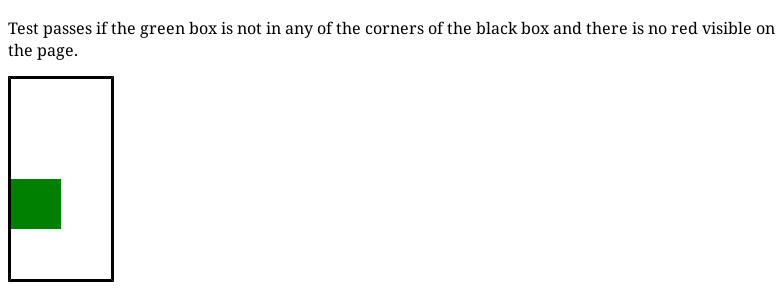 Test passes if the green box is not in any of the corners of the black box and there is no red visible on
the page.